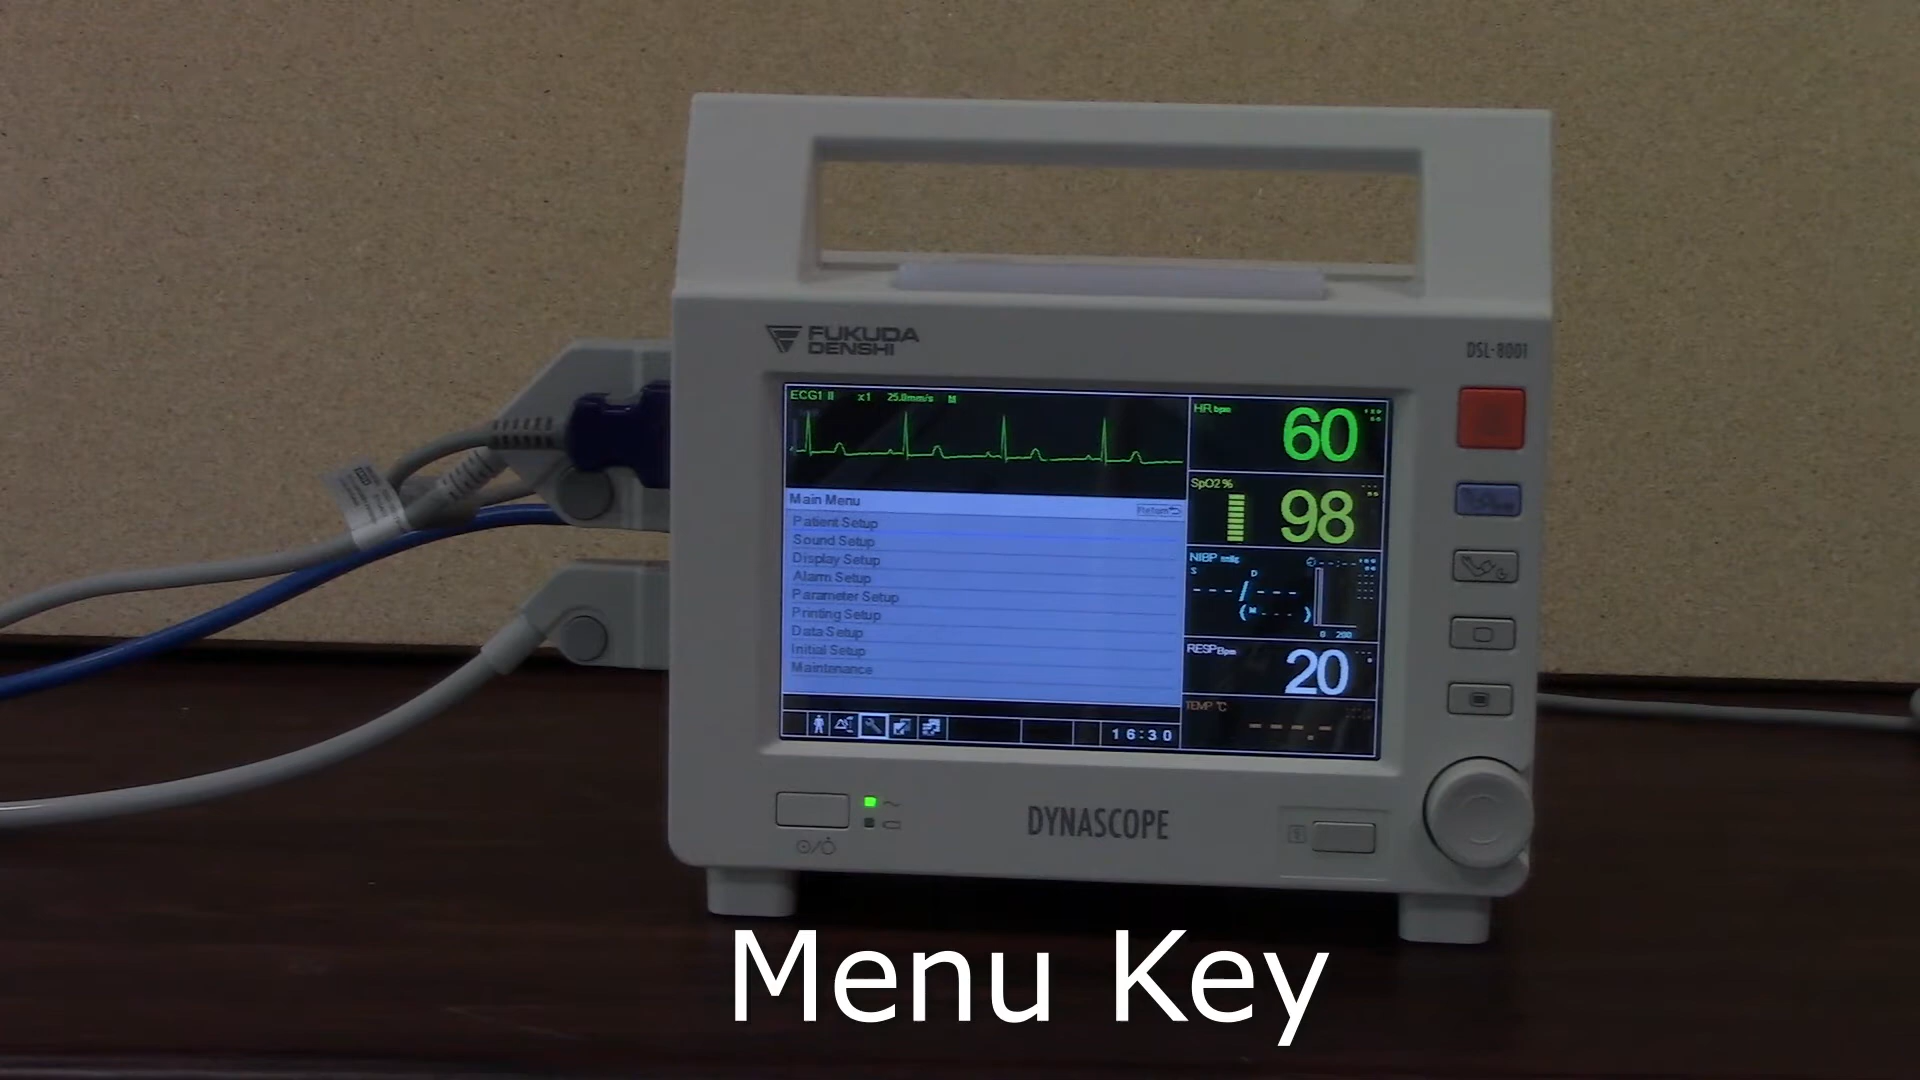 FUKUDA
DENSHI
DSL-8001
ECG1 II x1 25.0mm/s M
HR bpm
60
SpO2 %
98
Main Menu
Return
Patient Setup
Sound Setup
Display Setup
Alarm Setup
Parameter Setup
Printing Setup
Data Setup
Initial Setup
Maintenance
NIBP
S
D
---/---
(M---)
0 200
RESP Bpm
20
TEMP °C
---.-
16:30
DYNASCOPE
Menu Key